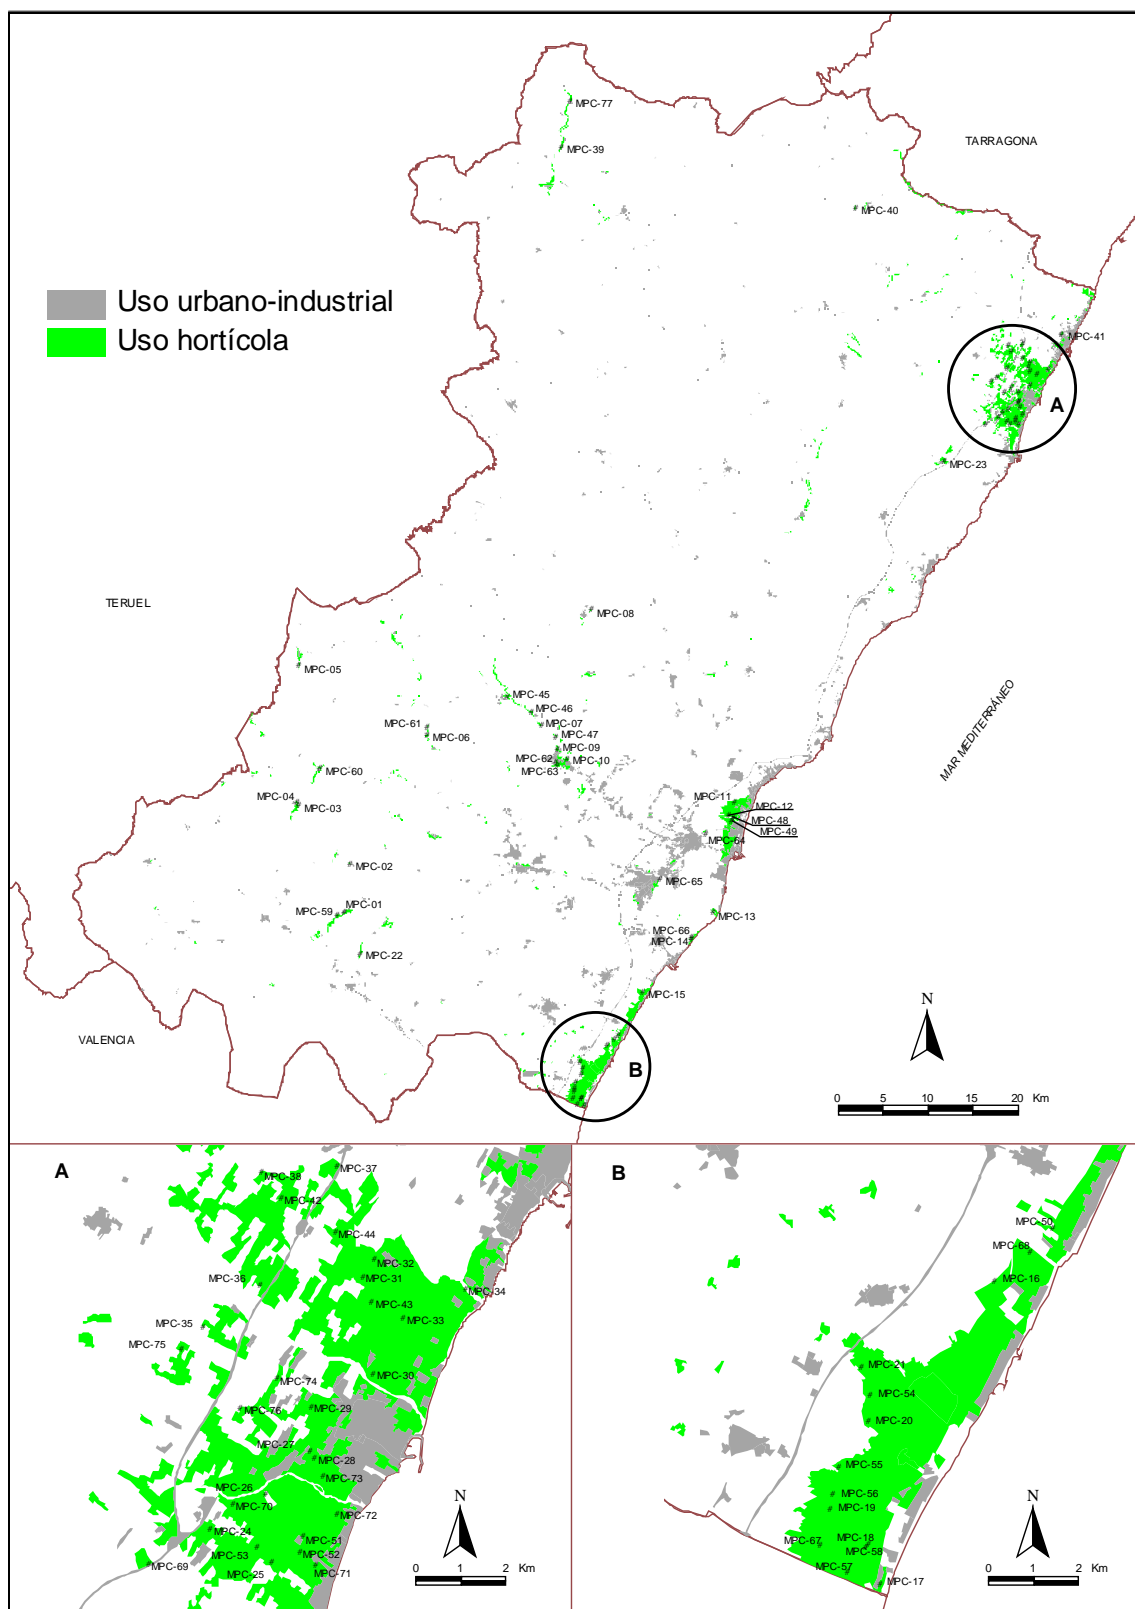 MPC-77
TARRAGONA
MPC-39
MPC-40
Uso urbano-industrial
Uso hortícola
MPC-41
A
MPC-23
TERUEL
MPC-08
MPC-05
MPC-45
MPC-46
MPC-61
MPC-07
MPC-06
MPC-47
MPC-09
MPC-62
MPC-10
MPC-63
MAR MEDITERRÁNEO
MPC-60
MPC-04
MPC-03
MPC-11
MPC-12
MPC-48
MPC-49
MPC-64
MPC-02
MPC-65
MPC-01
MPC-59
MPC-13
MPC-66
MPC-14
MPC-22
MPC-15
N
VALENCIA
B
0 5 10 15 20 Km
A
MPC-37
MPC-38
MPC-42
MPC-44
MPC-32
MPC-31
MPC-36
MPC-34
MPC-43
MPC-33
MPC-35
MPC-75
MPC-30
MPC-74
MPC-76
MPC-29
MPC-27
MPC-28
MPC-73
MPC-26
MPC-70
MPC-72
MPC-24
MPC-51
MPC-53
MPC-52
MPC-69
MPC-25
MPC-71
N
0 1 2 Km
B
MPC-50
MPC-68
MPC-16
MPC-21
MPC-54
MPC-20
MPC-55
MPC-56
MPC-19
MPC-67
MPC-18
MPC-58
MPC-57
MPC-17
N
0 1 2 Km